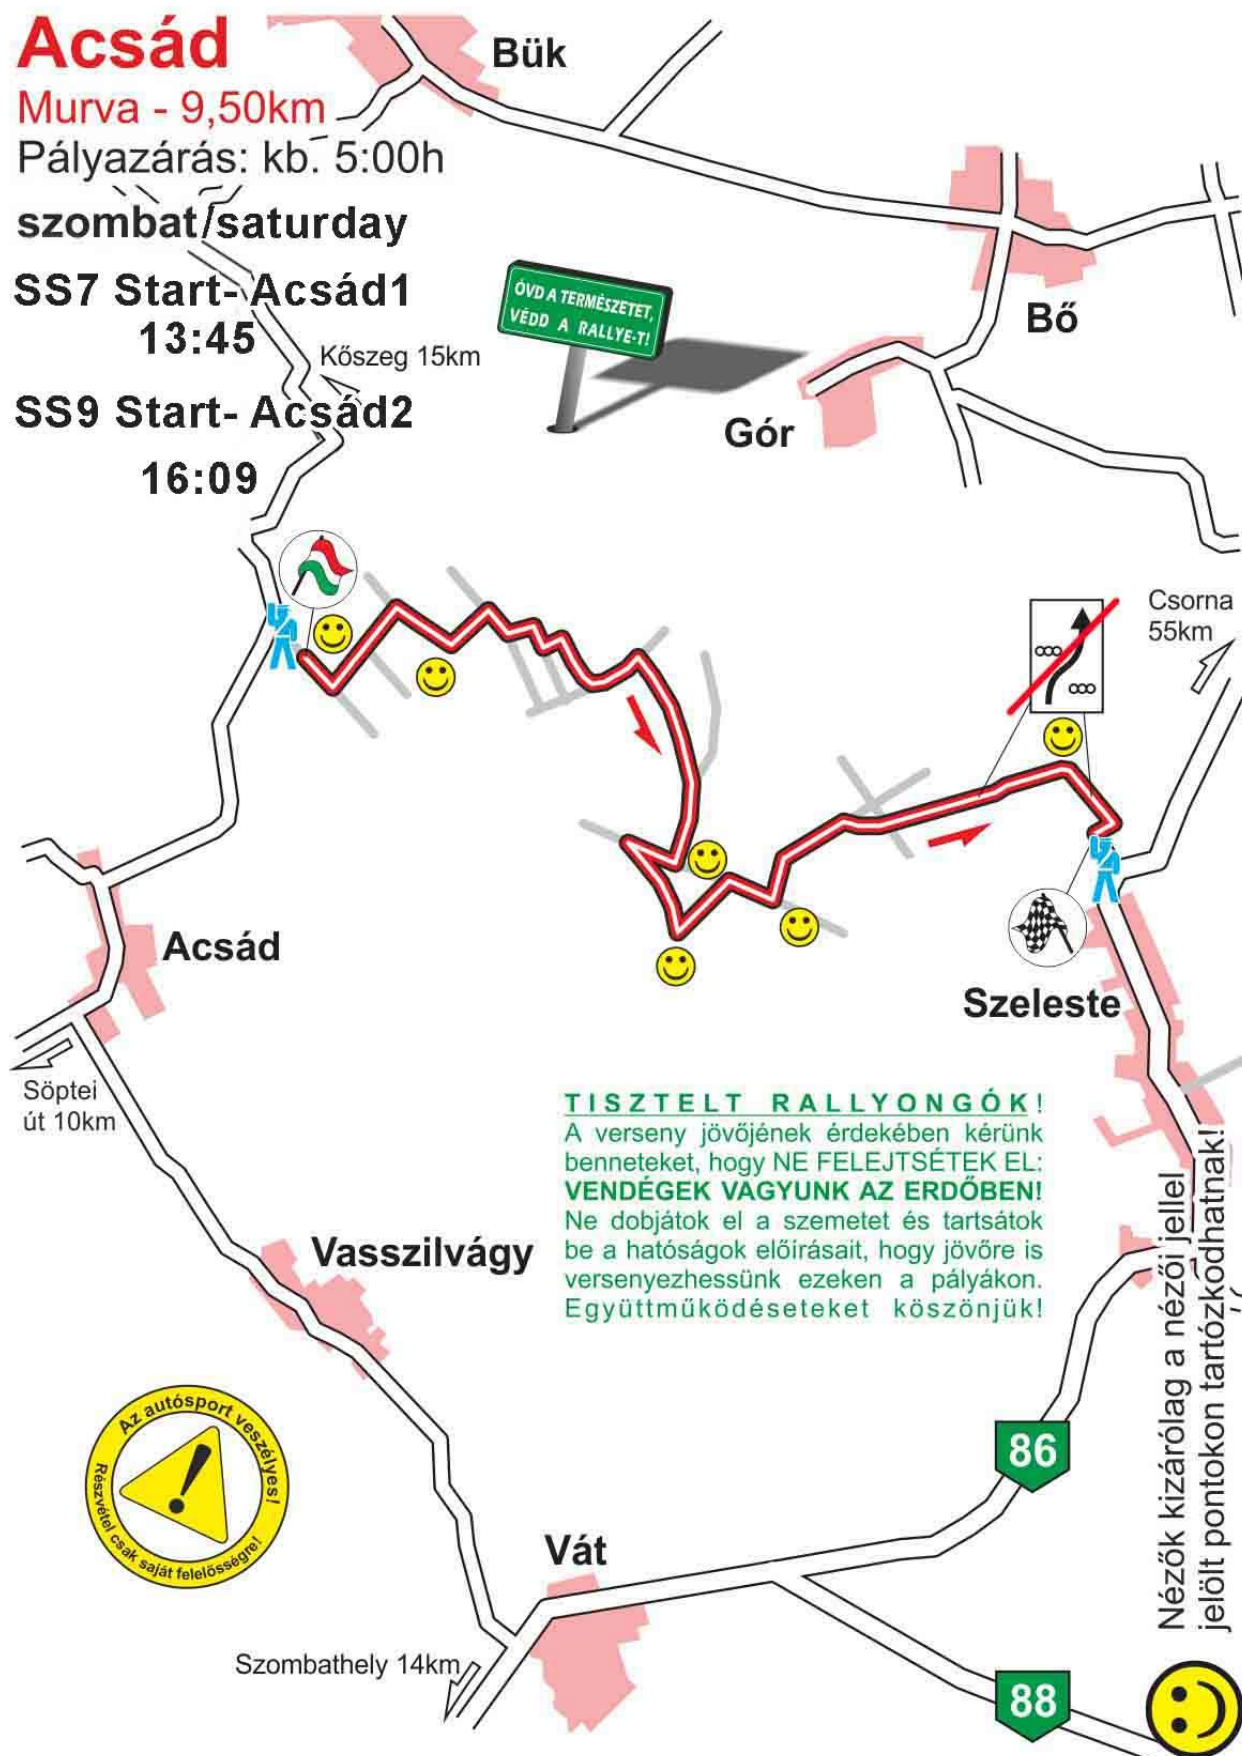 Acsád
Murva - 9,50km
Pályazárás: kb. 5:00h
szombat/saturday
SS7 Start- Acsád1
13:45
SS9 Start- Acsád2
16:09
Bük
Bő
Gór
ÓVD A TERMÉSZETET,
VÉDD A RALLYE-T!
Kőszeg 15km
Csorna
55km
Acsád
Szeleste
Söptei
út 10km
TISZTELT RALLYONGÓK!
A verseny jövőjének érdekében kérünk
benneteket, hogy NE FELEJTSÉTEK EL:
VENDÉGEK VAGYUNK AZ ERDŐBEN!
Ne dobjátok el a szemetet és tartsátok
be a hatóságok előírásait, hogy jövőre is
versenyezhessünk ezeken a pályákon.
Együttműködéseteket köszönjük!
Vasszilvágy
Az autósport veszélyes!
Részvétel csak saját felelősségre!
86
Vát
Szombathely 14km
88
Nézők kizárólag a nézői jellel
jelölt pontokon tartózkodhatnak!